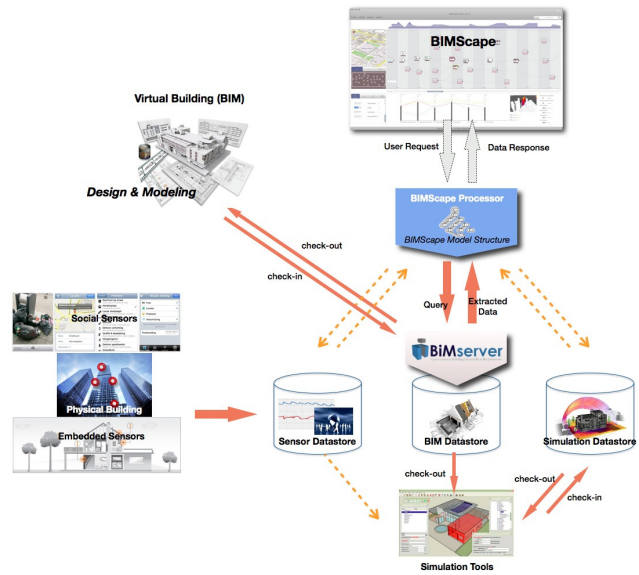 BIMScape
Virtual Building (BIM)
User Request
Data Response
Design & Modeling
BIMScape Processor
BIMScape Model Structure
check-out
check-in
Query
Extracted
Data
Social Sensors
BiMserver
Physical Building
Embedded Sensors
Sensor Datastore
BIM Datastore
Simulation Datastore
check-out
check-out
check-in
Simulation Tools